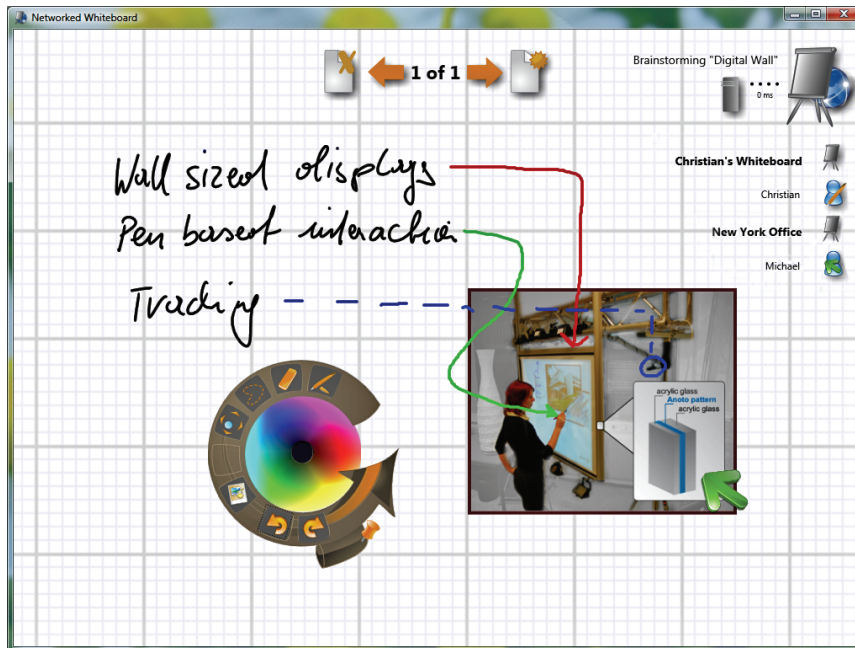 Networked Whiteboard
1 of 1
Brainstorming "Digital Wall"
0 ms
Christian's Whiteboard
Christian
New York Office
Michael
Wall sized displays
Pen based interaction
acrylic glass
Anoto pattern
acrylic glass